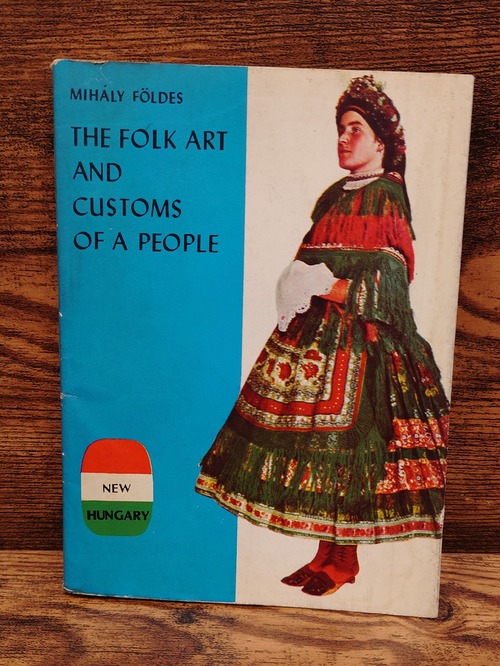 MIHÁLY FÖLDES
THE FOLK ART
AND
CUSTOMS
OF A PEOPLE
NEW
HUNGARY